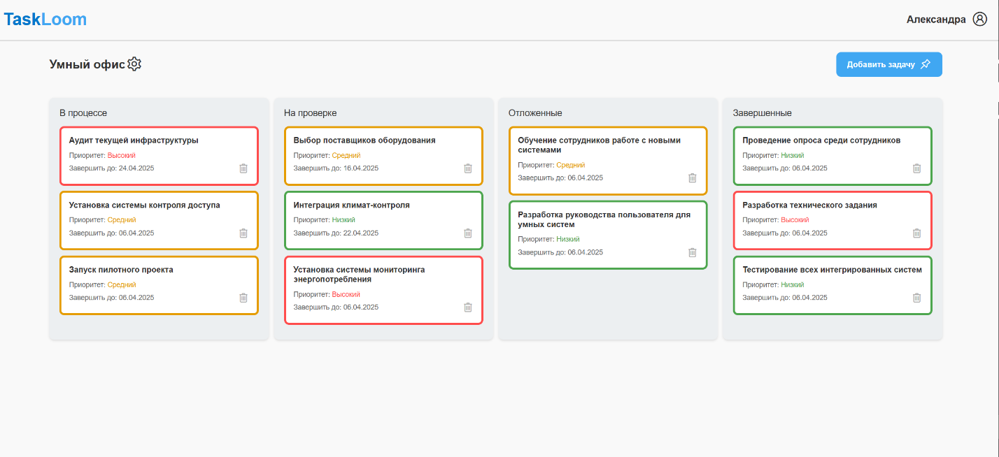 TaskLoom
Александра
Умный офис
Добавить задачу
В процессе
Аудит текущей инфраструктуры
Приоритет: Высокий
Завершить до: 24.04.2025
Установка системы контроля доступа
Приоритет: Средний
Завершить до: 06.04.2025
Запуск пилотного проекта
Приоритет: Средний
Завершить до: 06.04.2025
На проверке
Выбор поставщиков оборудования
Приоритет: Средний
Завершить до: 16.04.2025
Интеграция климат-контроля
Приоритет: Низкий
Завершить до: 22.04.2025
Установка системы мониторинга
энергопотребления
Приоритет: Высокий
Завершить до: 06.04.2025
Отложенные
Обучение сотрудников работе с новыми
системами
Приоритет: Средний
Завершить до: 06.04.2025
Разработка руководства пользователя для
умных систем
Приоритет: Низкий
Завершить до: 06.04.2025
Завершенные
Проведение опроса среди сотрудников
Приоритет: Низкий
Завершить до: 06.04.2025
Разработка технического задания
Приоритет: Высокий
Завершить до: 06.04.2025
Тестирование всех интегрированных систем
Приоритет: Низкий
Завершить до: 06.04.2025